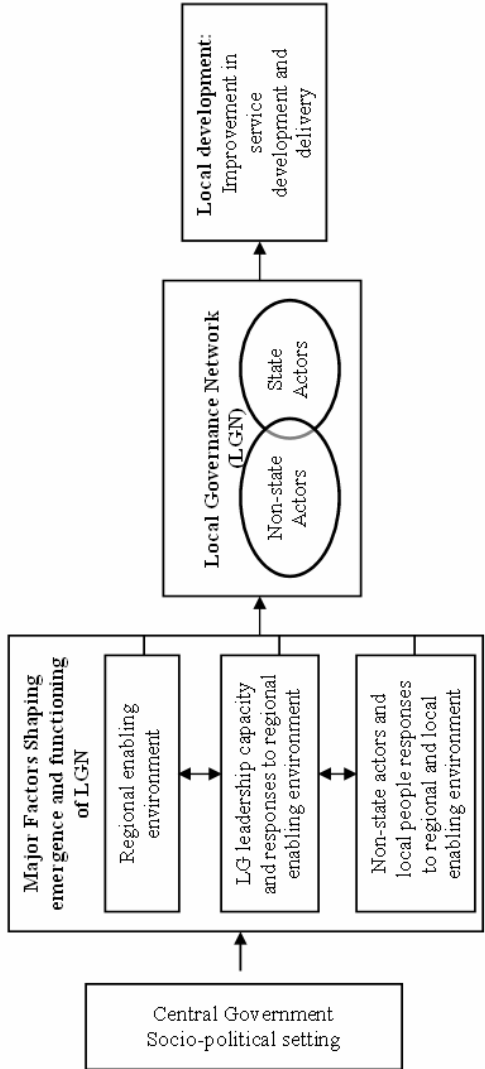 Central Government
Socio-political setting
Major Factors Shaping
emergence and functioning
of LGN
Regional enabling
environment
LG leadership capacity
and responses to regional
enabling environment
Non-state actors and
local people responses
to regional and local
enabling environment
Local Governance Network
(LGN)
Non-state
Actors
State
Actors
Local development:
Improvement in
service
development and
delivery